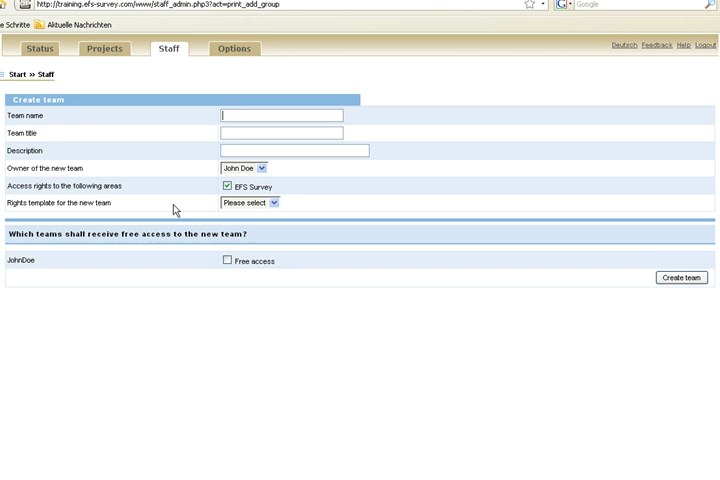 http://training.efs-survey.com/www/staff_admin.php3?act=print_add_group
Google
e Schritte Aktuelle Nachrichten
Status Projects Staff Options
Deutsch Feedback Help Logout
Start » Staff
Create team
Team name
Team title
Description
Owner of the new team John Doe
Access rights to the following areas EFS Survey
Rights template for the new team Please select
Which teams shall receive free access to the new team?
JohnDoe Free access
Create team